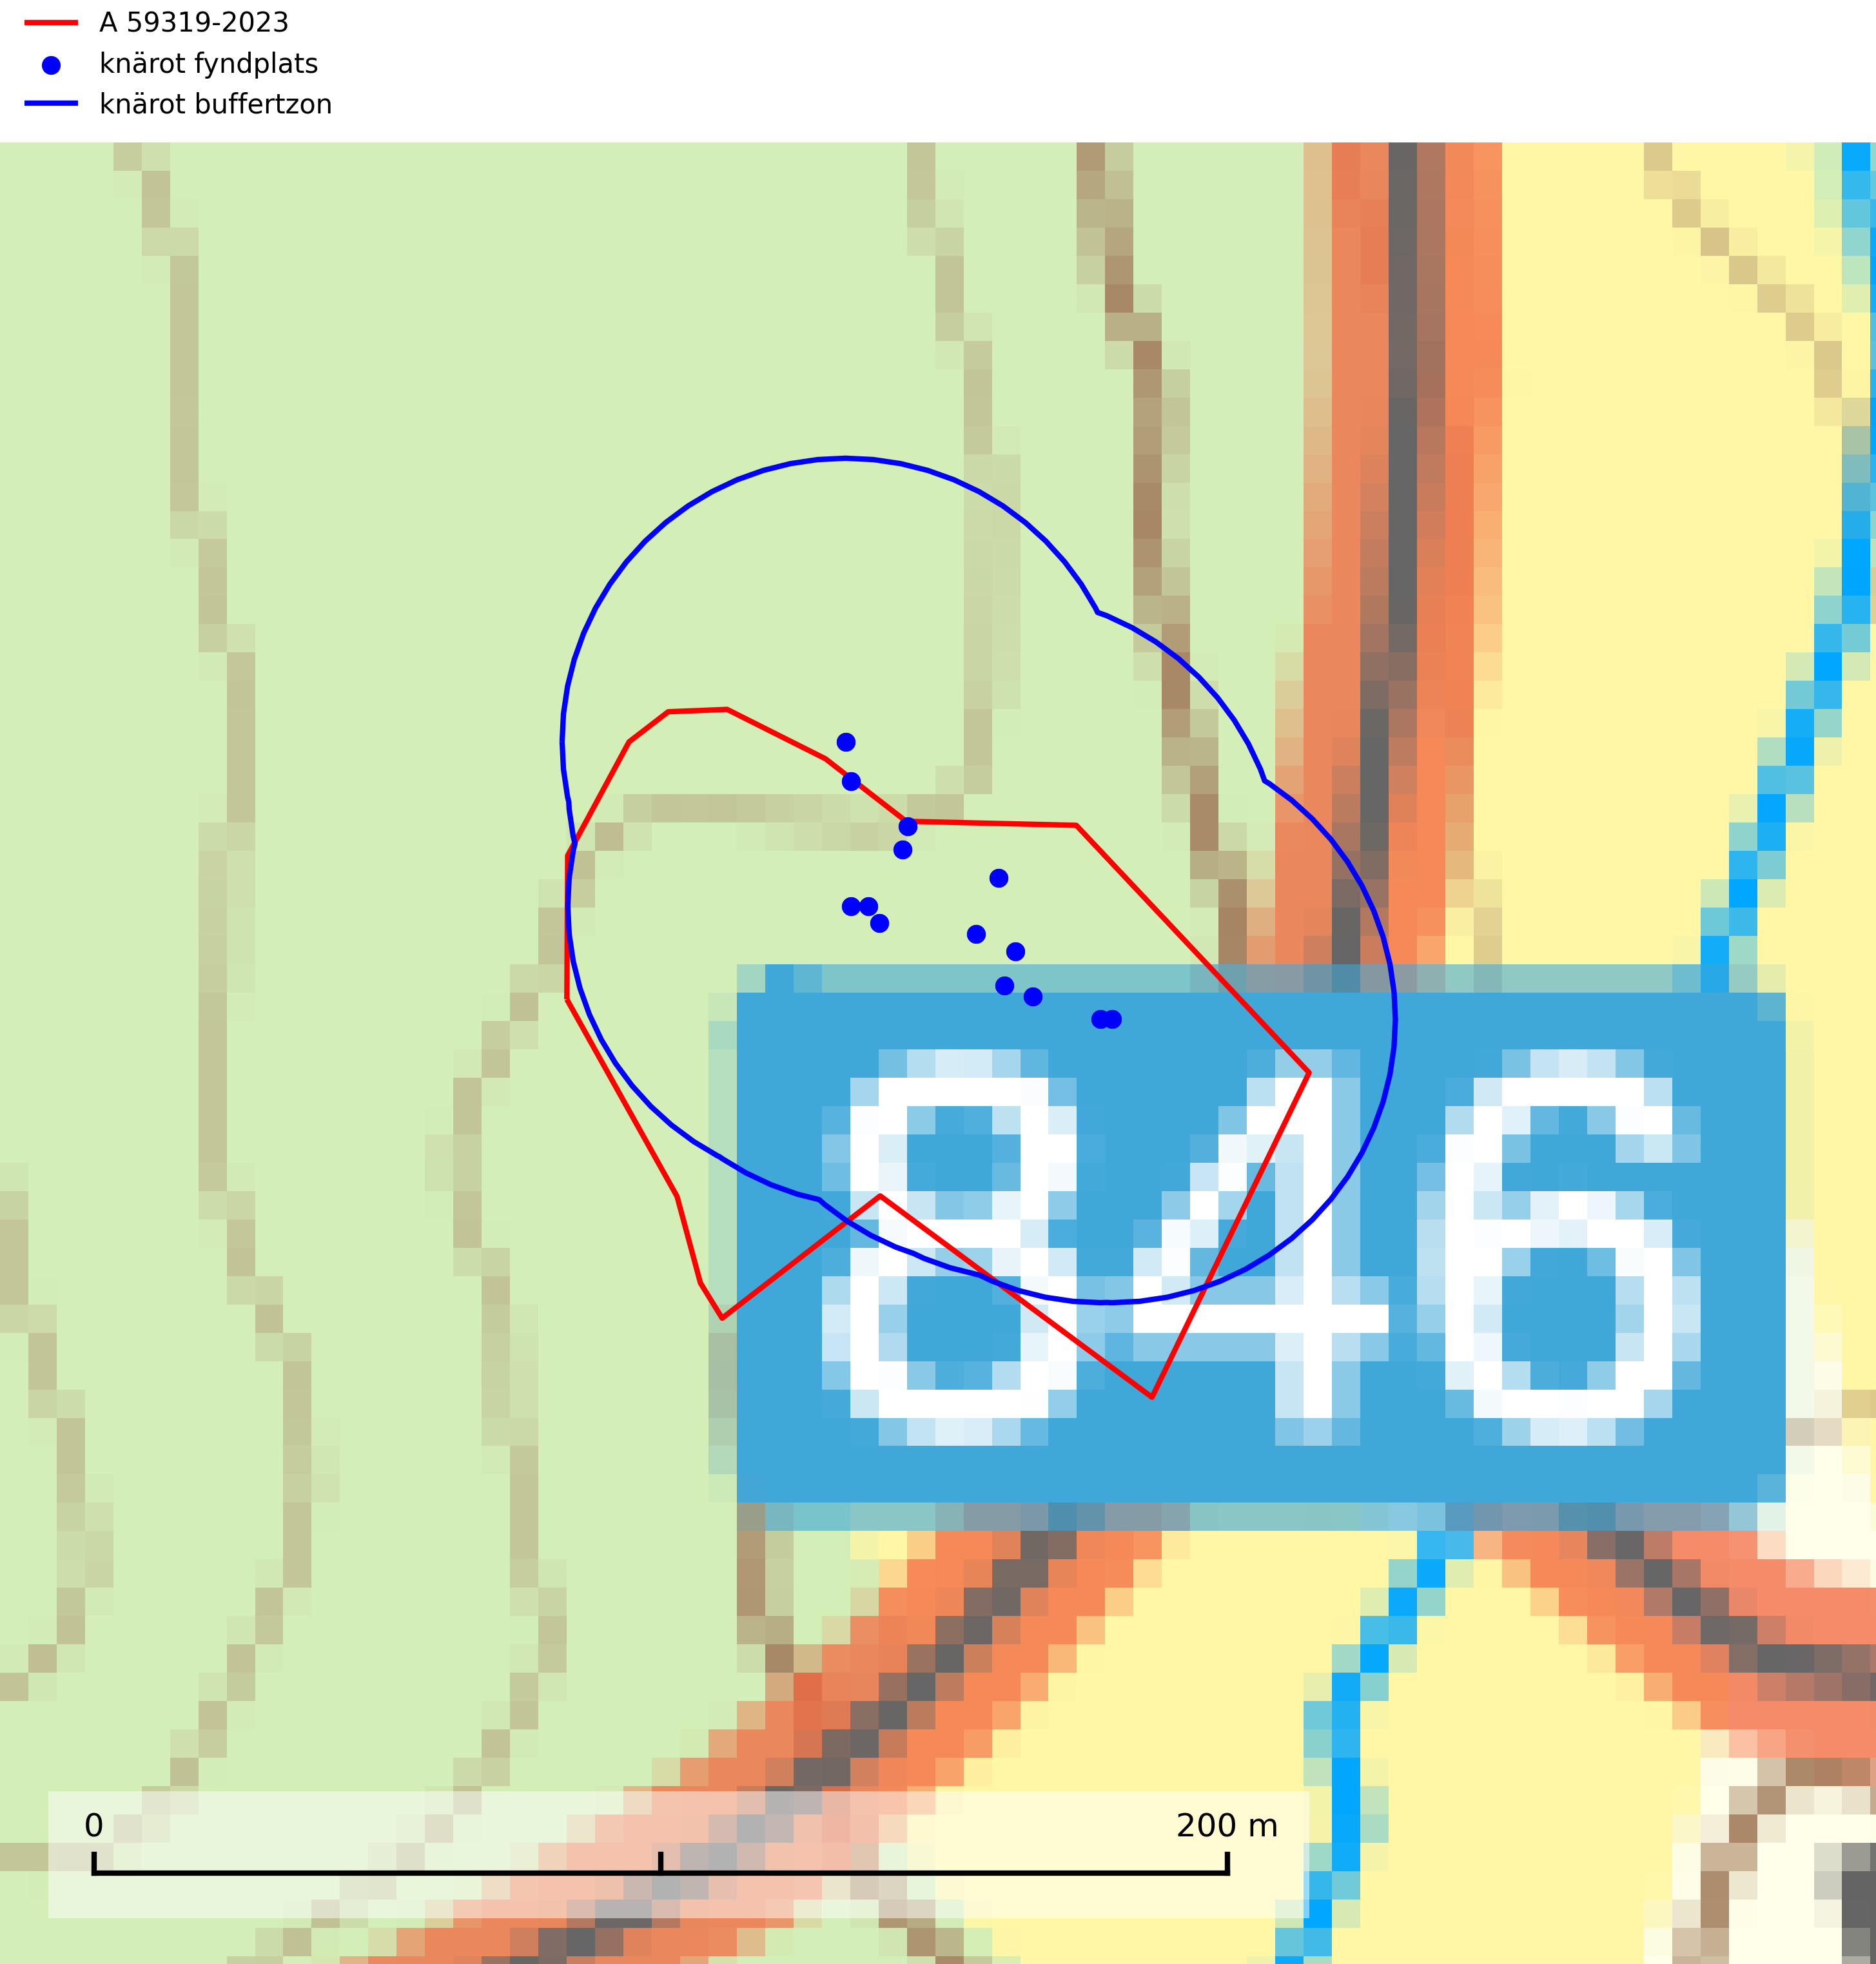 A 59319-2023
knärot fyndplats
knärot buffertzon
846
0 200 m